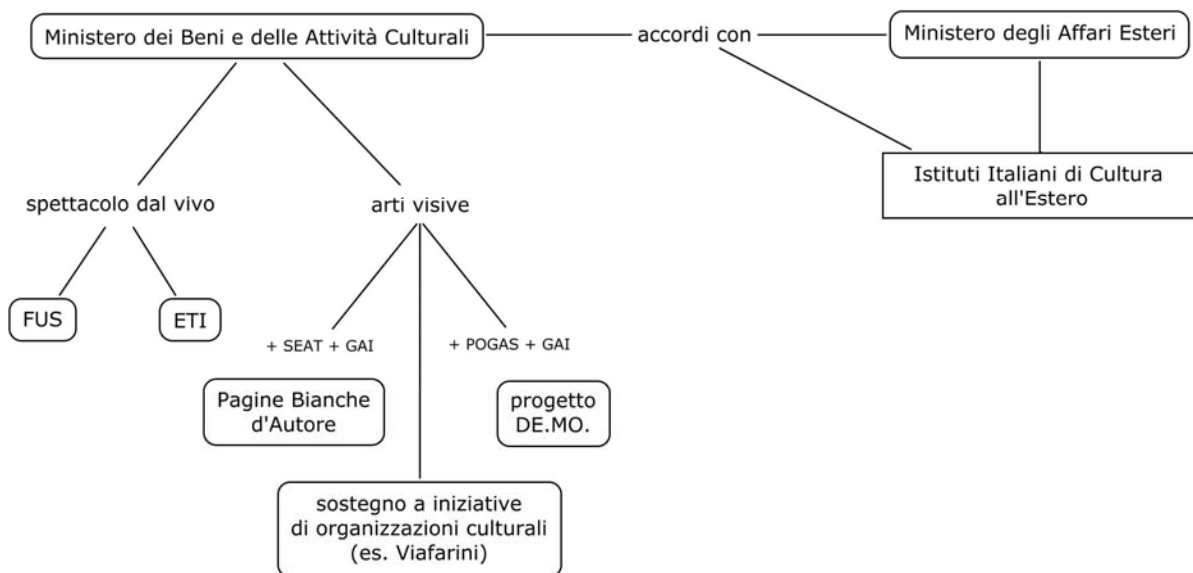 Ministero dei Beni e delle Attività Culturali
accordi con
Ministero degli Affari Esteri
Istituti Italiani di Cultura
all'Estero
spettacolo dal vivo
arti visive
FUS
ETI
+ SEAT + GAI
+ POGAS + GAI
Pagine Bianche
d'Autore
progetto
DE.MO.
sostegno a iniziative
di organizzazioni culturali
(es. Viafarini)